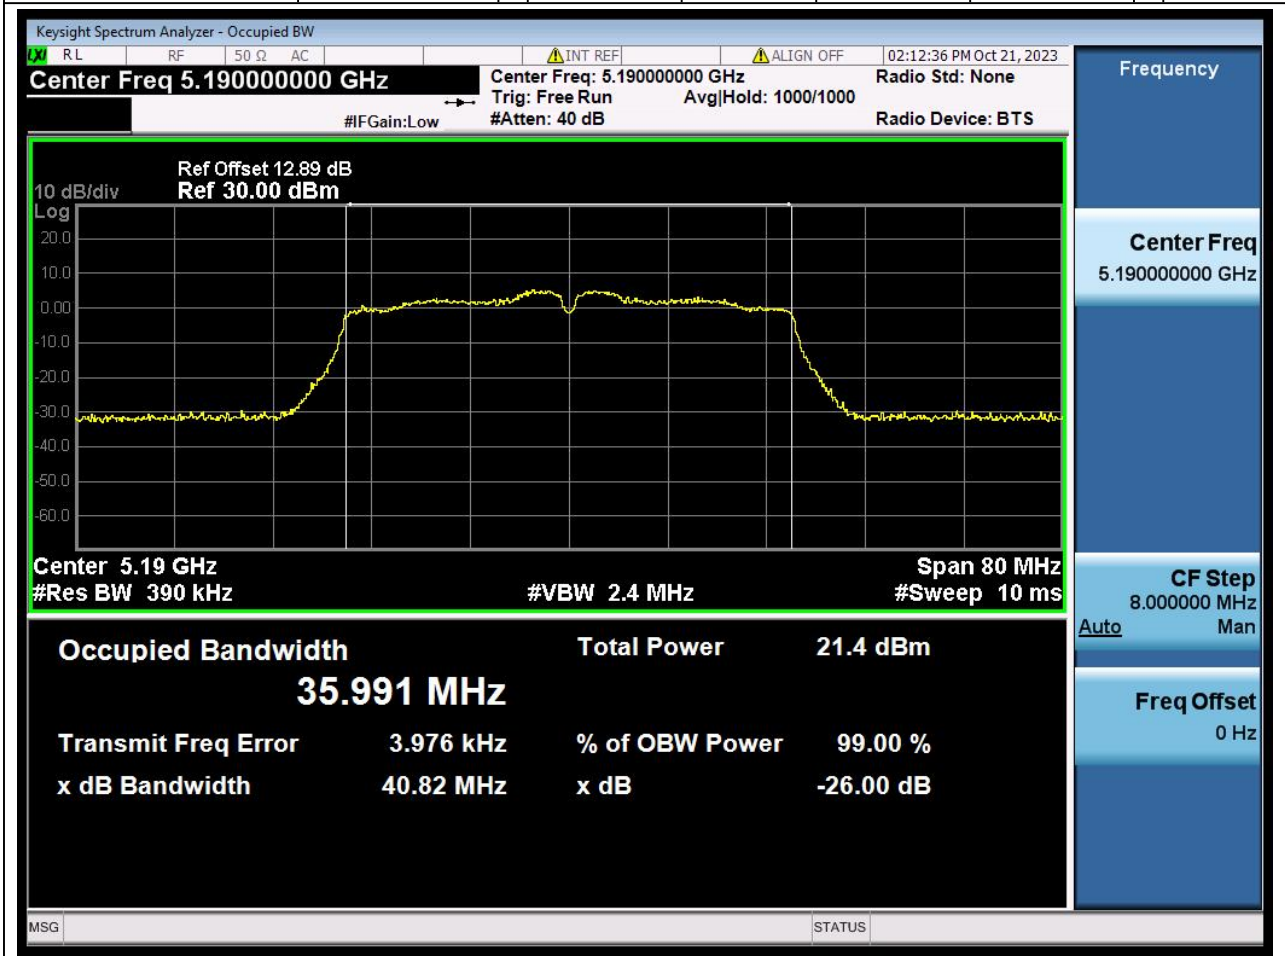 Keysight Spectrum Analyzer - Occupied BW
LXI RL RF 50 Ω AC INT REF ALIGN OFF 02:12:36 PM Oct 21, 2023
Center Freq 5.190000000 GHz
Center Freq: 5.190000000 GHz
Radio Std: None
Trig: Free Run Avg|Hold: 1000/1000
#IFGain:Low
#Atten: 40 dB
Radio Device: BTS
Ref Offset 12.89 dB
10 dB/div Ref 30.00 dBm
Log
20.0
10.0
0.00
-10.0
-20.0
-30.0
-40.0
-50.0
-60.0
Center 5.19 GHz Span 80 MHz
#Res BW 390 kHz #VBW 2.4 MHz #Sweep 10 ms
Occupied Bandwidth Total Power 21.4 dBm
35.991 MHz
Transmit Freq Error 3.976 kHz % of OBW Power 99.00 %
x dB Bandwidth 40.82 MHz x dB -26.00 dB
MSG STATUS
Frequency
Center Freq
5.190000000 GHz
CF Step
8.000000 MHz
Auto Man
Freq Offset
0 Hz